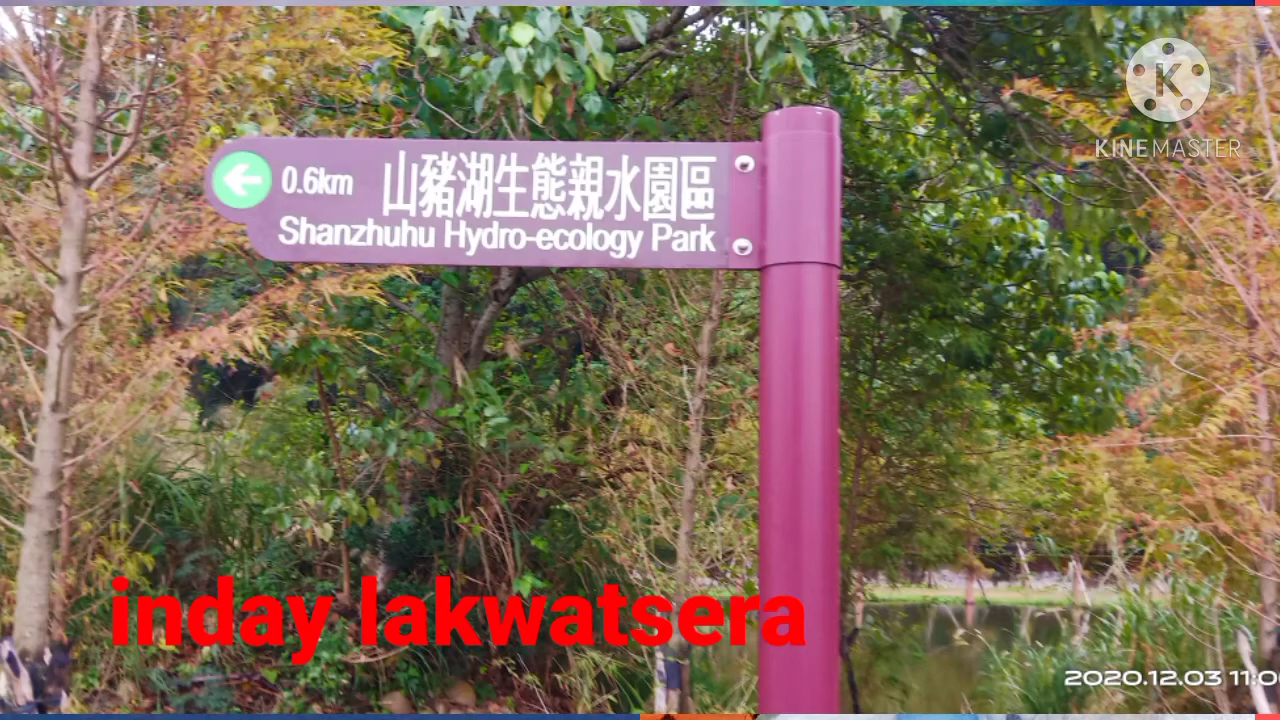 0.6km 山豬湖生態親水園區
Shanzhuhu Hydro-ecology Park
K
KINEMASTER
inday lakwatsera
2020.12.03 11:0